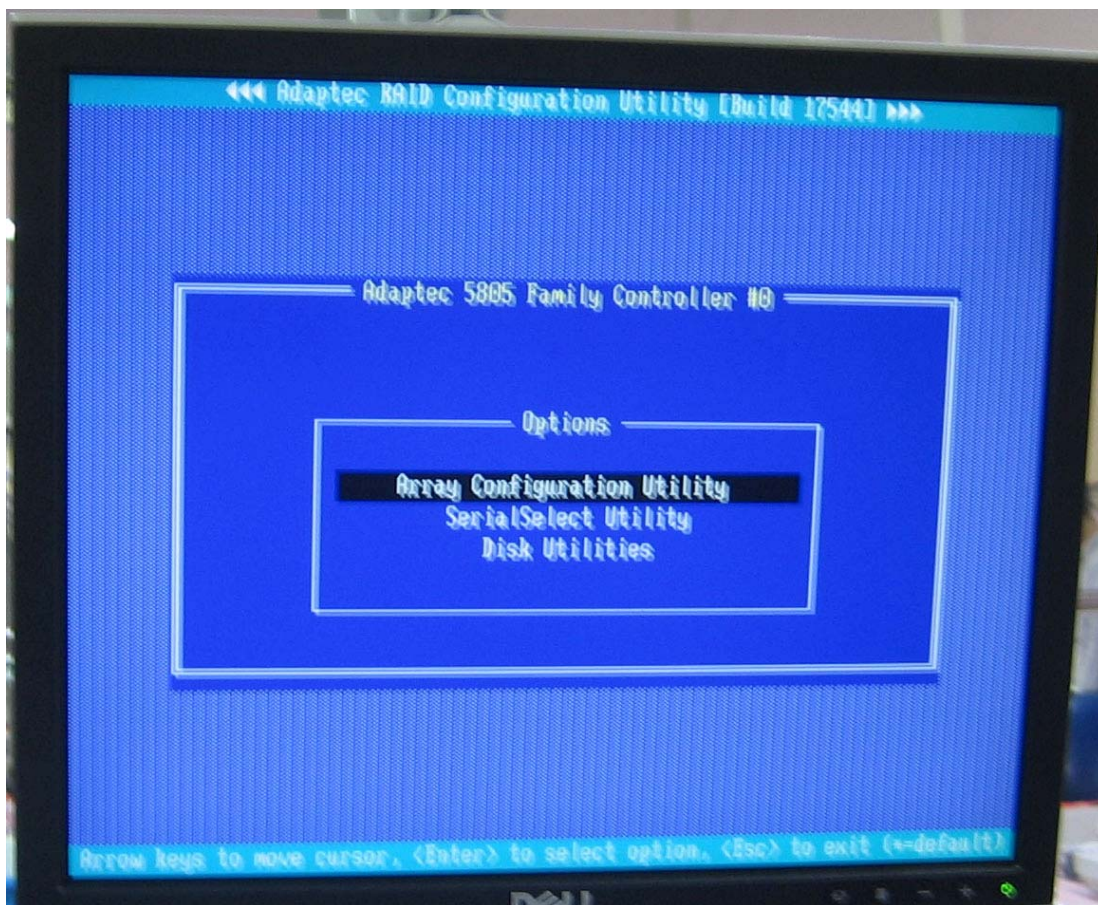 Adaptec RAID Configuration Utility [Build 17544]
Adaptec 5805 Family Controller #0
Options
Array Configuration Utility
SerialSelect Utility
Disk Utilities
Arrow keys to move cursor, <Enter> to select option, <Esc> to exit (*=default)
DELL